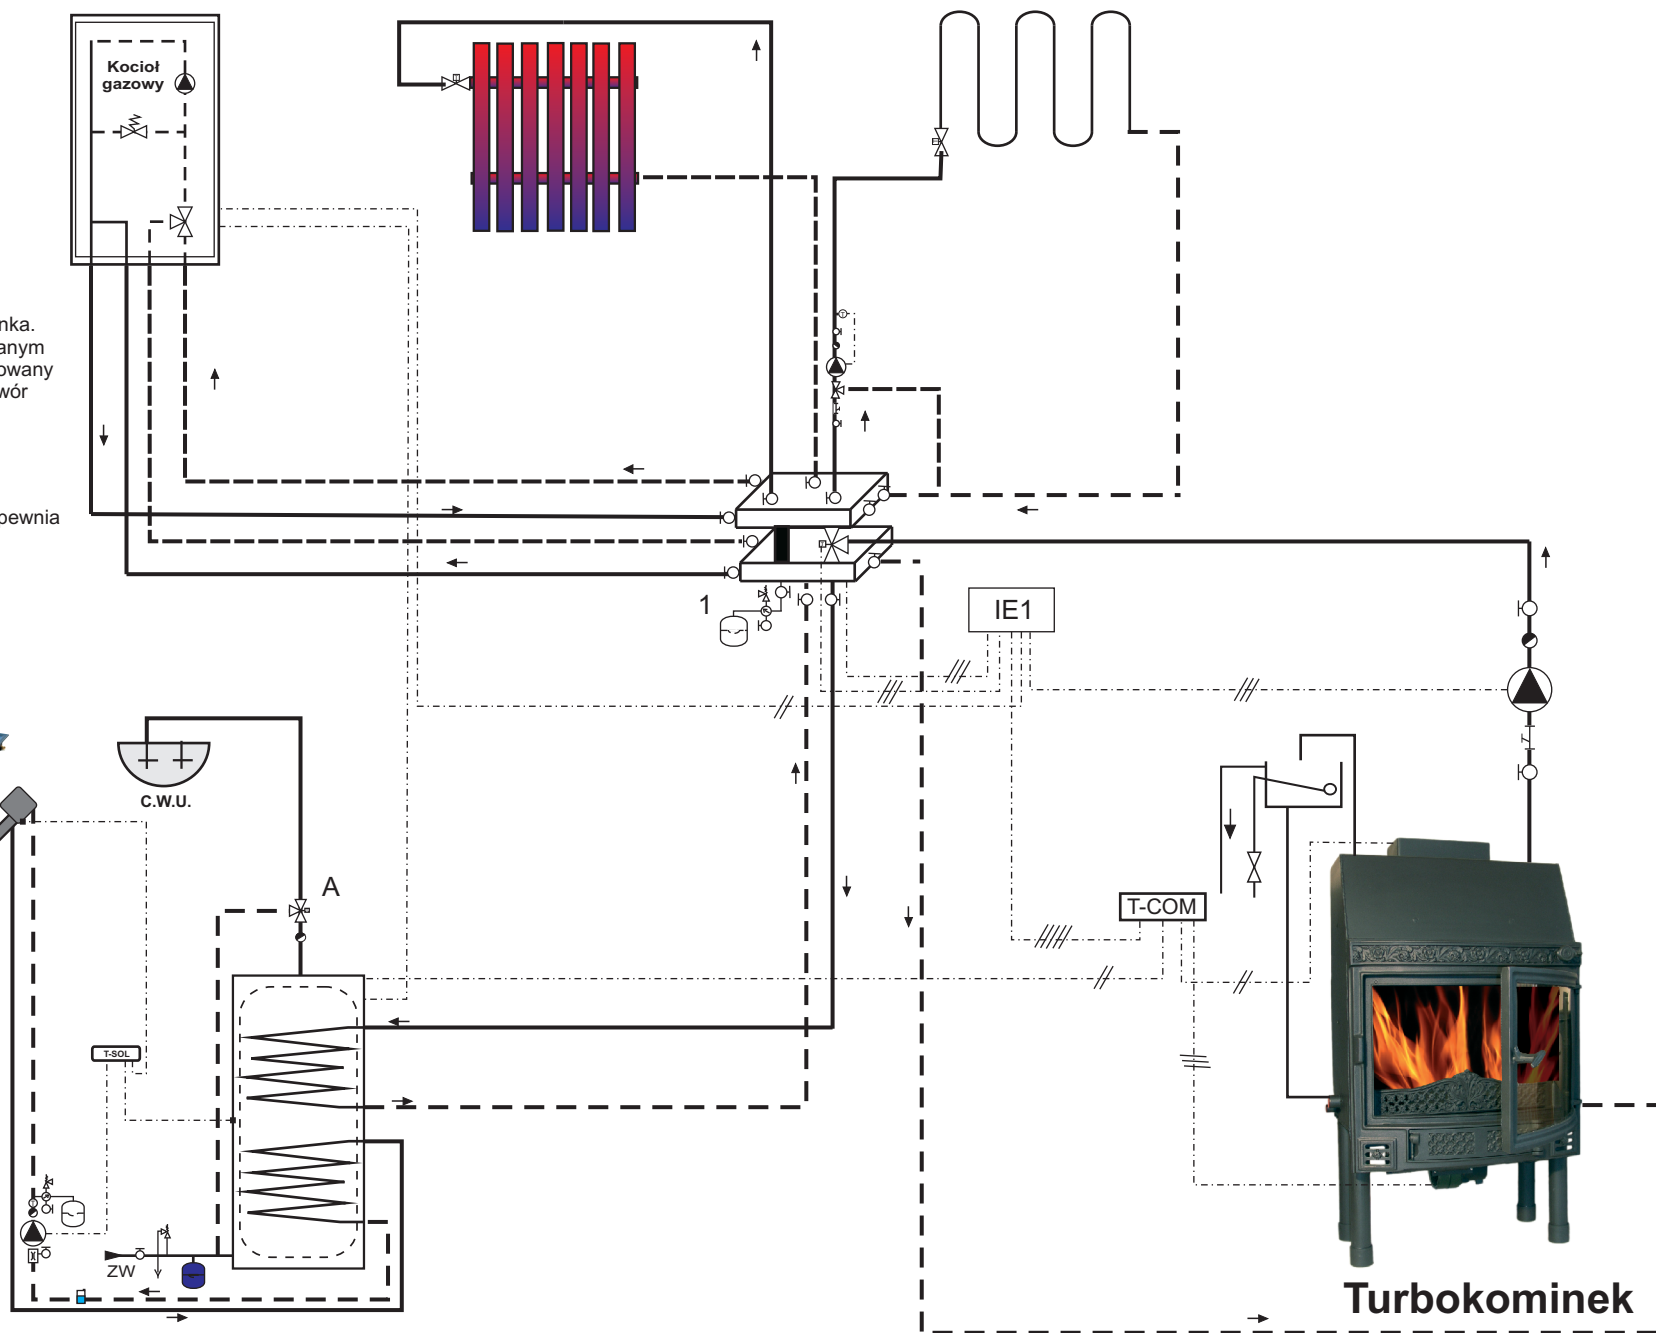 Kocioł
gazowy
nka.
anym
owany
wór
pewnia
1
IE1
C.W.U.
A
T-COM
T-SOL
ZW
Turbokominek